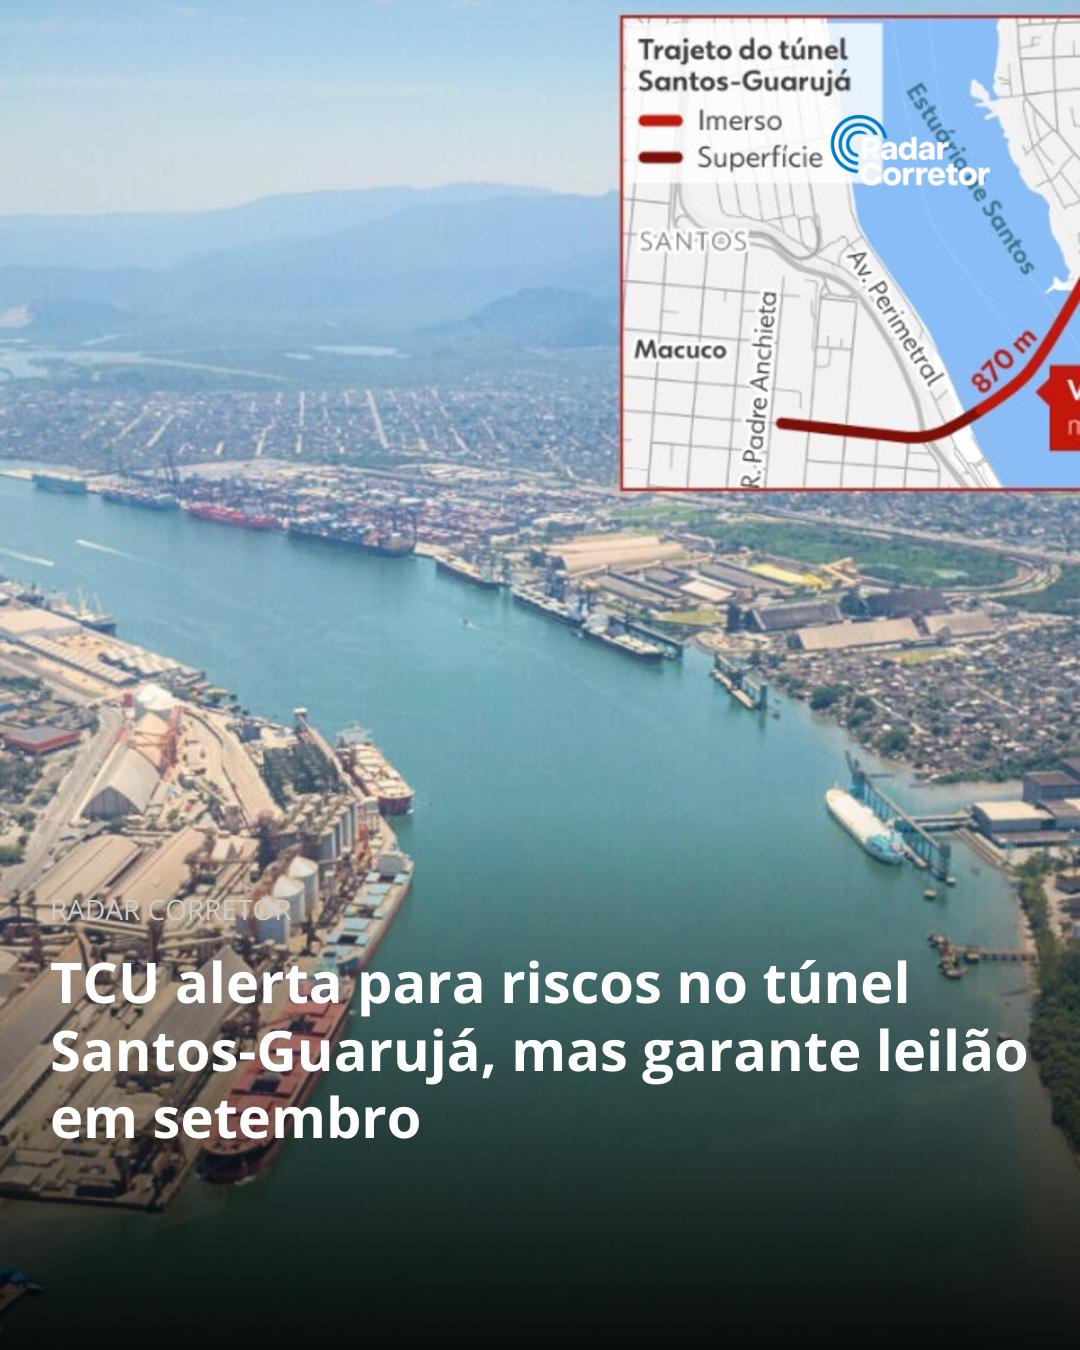 Trajeto do túnel
Santos-Guarujá
Imerso
Superfície
Radar
Corretor
Estuário de Santos
SANTOS
Av. Perimetral
Macuco
R. Padre Anchieta
870 m
RADAR CORRETOR
TCU alerta para riscos no túnel
Santos-Guarujá, mas garante leilão
em setembro